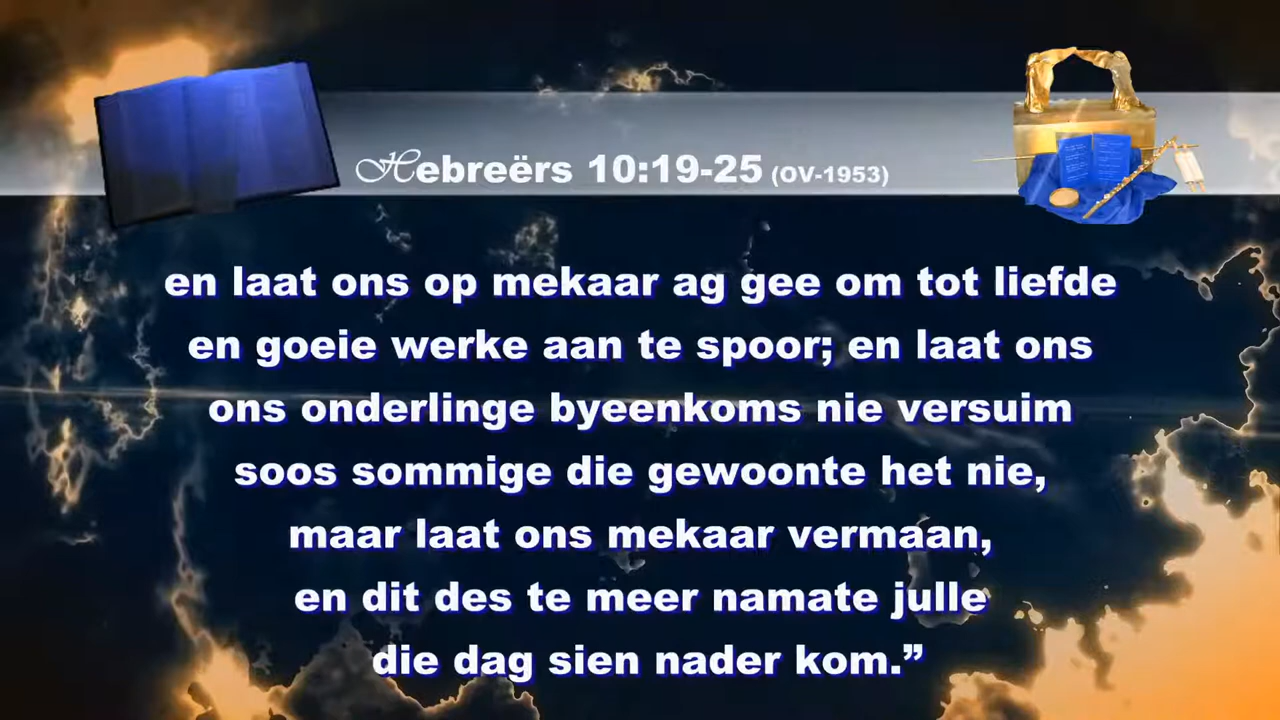 Hebreërs 10:19-25 (OV-1953)
en laat ons op mekaar ag gee om tot liefde
en goeie werke aan te spoor; en laat ons
ons onderlinge byeenkoms nie versuim
soos sommige die gewoonte het nie,
maar laat ons mekaar vermaan,
en dit des te meer namate julle
die dag sien nader kom.”